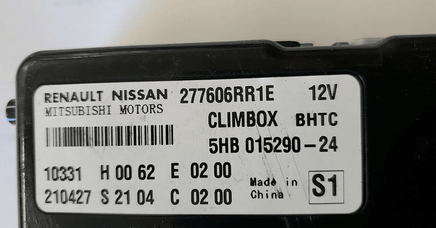 RENAULT NISSAN 277606RR1E 12V
MITSUBISHI MOTORS
CLIMBOX BHTC
5HB 015290-24
10331 H 00 62 E 02 00
210427 S 21 04 C 02 00
Made in China
S1